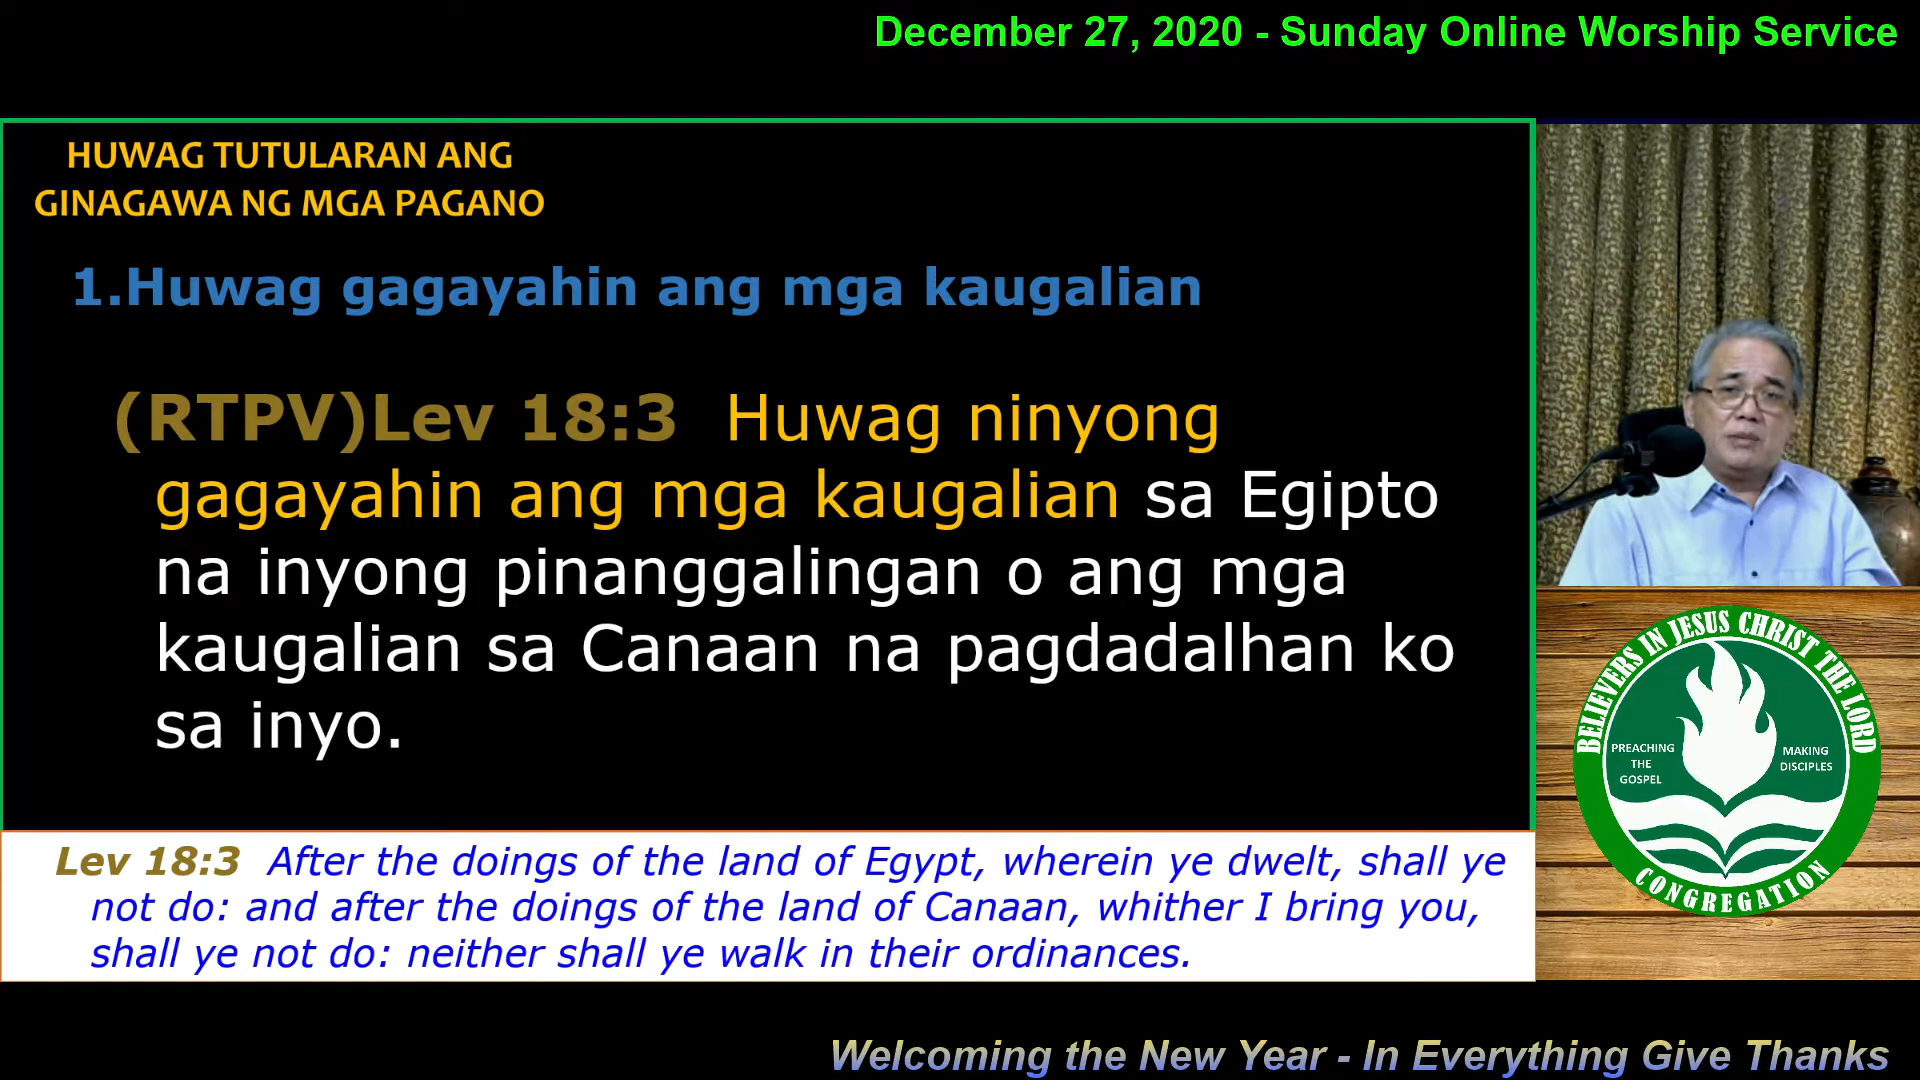 December 27, 2020 - Sunday Online Worship Service
HUWAG TUTULARAN ANG
GINAGAWA NG MGA PAGANO
1.Huwag gagayahin ang mga kaugalian
(RTPV)Lev 18:3 Huwag ninyong
gagayahin ang mga kaugalian sa Egipto
na inyong pinanggalingan o ang mga
kaugalian sa Canaan na pagdadalhan ko
sa inyo.
Lev 18:3 After the doings of the land of Egypt, wherein ye dwelt, shall ye
not do: and after the doings of the land of Canaan, whither I bring you,
shall ye not do: neither shall ye walk in their ordinances.
BELIEVERS IN JESUS CHRIST THE LORD
PREACHING
THE
GOSPEL
MAKING
DISCIPLES
CONGREGATION
Welcoming the New Year - In Everything Give Thanks